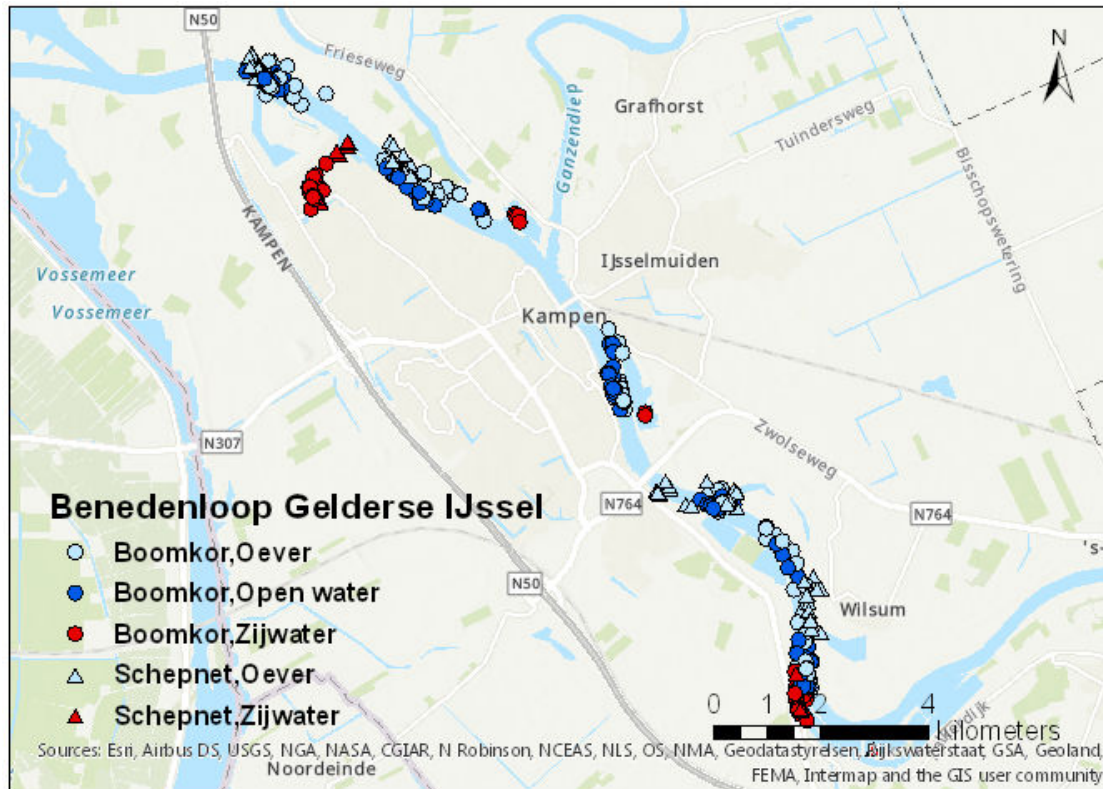 N50
Frieseweg
N
Ganzendiep
Grafhorst
Tuindersweg
Bisschopswetering
KAMPEN
IJsselmuiden
Vossemeer
Vossemeer
Kampen
N307
Zwolseweg
N764
N764
's-
Benedenloop Gelderse IJssel
Boomkor,Oever
N50
Boomkor,Open water
Wilsum
Boomkor,Zijwater
Schepnet,Oever
Schepnet,Zijwater
0 1 2 4
Kilometers
Sources: Esri, Airbus DS, USGS, NGA, NASA, CGIAR, N Robinson, NCEAS, NLS, OS, NMA, Geodatastyrelsen, Rijkswaterstaat, GSA, Geoland,
Noordeinde
FEMA, Intermap and the GIS user community